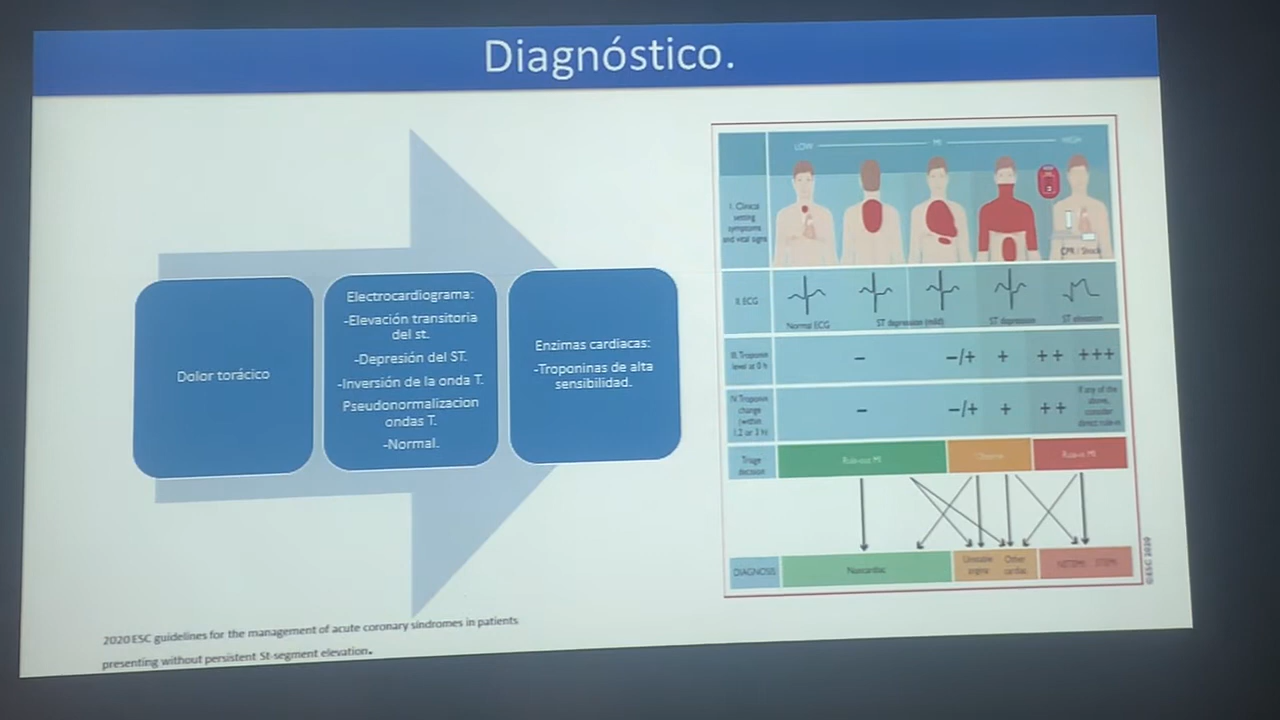 Diagnóstico.
Dolor torácico
Electrocardiograma:
-Elevación transitoria
del st.
-Depresión del ST.
-Inversión de la onda T.
Pseudonormalizacion
ondas T.
-Normal.
Enzimas cardíacas:
-Troponinas de alta
sensibilidad.
LOW MI HIGH
I. Clinical
setting
symptoms
and vital signs
CPR / Shock
II. ECG
Normal ECG
ST depression (mild)
ST depression
ST elevation
III. Troponin
level at 0 h
− −/+ + ++ +++
IV. Troponin
change
(within
1,2 or 3 h)
− −/+ + ++
If any of the
above,
consider
direct rule-in
Triage
decision
Rule-out MI
Observe
Rule-in MI
DIAGNOSIS
Noncardiac
Unstable
angina
Other
cardiac
NSTEMI STEMI
©ESC 2020
2020 ESC guidelines for the management of acute coronary sindromes in patients
presenting without persistent St-segment elevation.